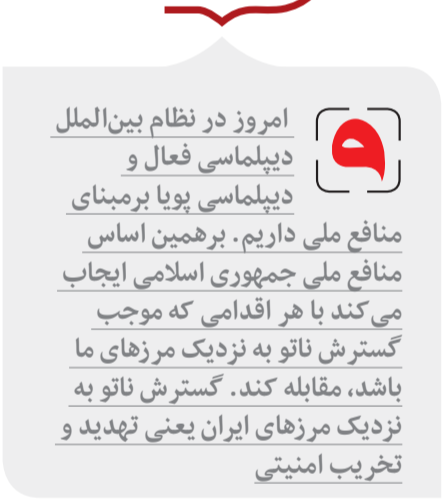 امروز در نظام بین‌الملل
دیپلماسی فعال و
دیپلماسی پویا برمبنای
منافع ملی داریم. برهمین اساس
منافع ملی جمهوری اسلامی ایجاب
می‌کند با هر اقدامی که موجب
گسترش ناتو به نزدیک مرزهای ما
باشد، مقابله کند. گسترش ناتو به
نزدیک مرزهای ایران یعنی تهدید و
تخریب امنیتی